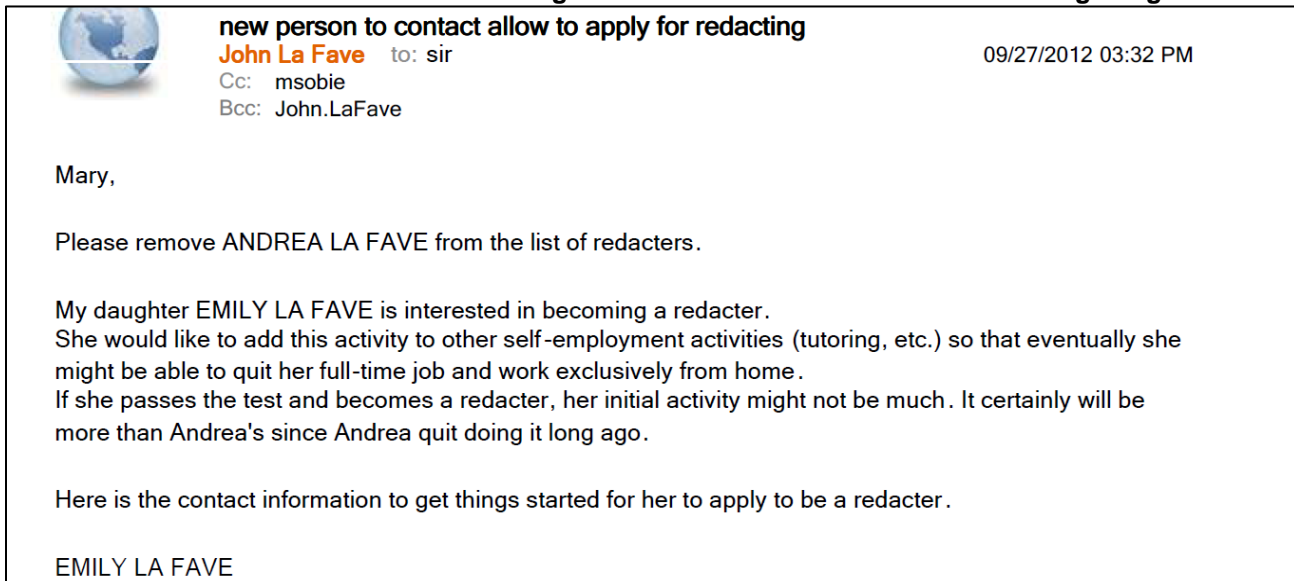 new person to contact allow to apply for redacting
John La Fave to: sir 09/27/2012 03:32 PM
Cc: msobie
Bcc: John.LaFave
Mary,
Please remove ANDREA LA FAVE from the list of redacters.
My daughter EMILY LA FAVE is interested in becoming a redacter.
She would like to add this activity to other self-employment activities (tutoring, etc.) so that eventually she
might be able to quit her full-time job and work exclusively from home.
If she passes the test and becomes a redacter, her initial activity might not be much. It certainly will be
more than Andrea's since Andrea quit doing it long ago.
Here is the contact information to get things started for her to apply to be a redacter.
EMILY LA FAVE